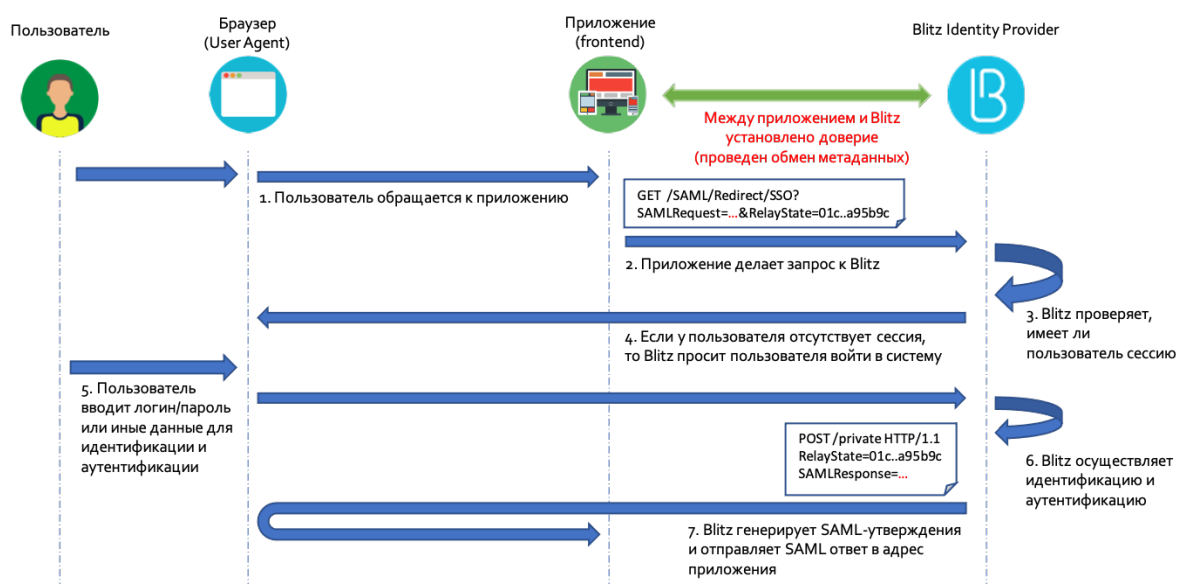 Пользователь
Браузер
(User Agent)
Приложение
(frontend)
Blitz Identity Provider
Между приложением и Blitz
установлено доверие
(проведен обмен метаданных)
1. Пользователь обращается к приложению
GET /SAML/Redirect/SSO?
SAMLRequest=...&RelayState=01c..a95b9c
2. Приложение делает запрос к Blitz
3. Blitz проверяет,
имеет ли
пользователь сессию
4. Если у пользователя отсутствует сессия,
то Blitz просит пользователя войти в систему
5. Пользователь
вводит логин/пароль
или иные данные для
идентификации и
аутентификации
POST /private HTTP/1.1
RelayState=01c..a95b9c
SAMLResponse=...
6. Blitz осуществляет
идентификацию и
аутентификацию
7. Blitz генерирует SAML-утверждения
и отправляет SAML ответ в адрес
приложения